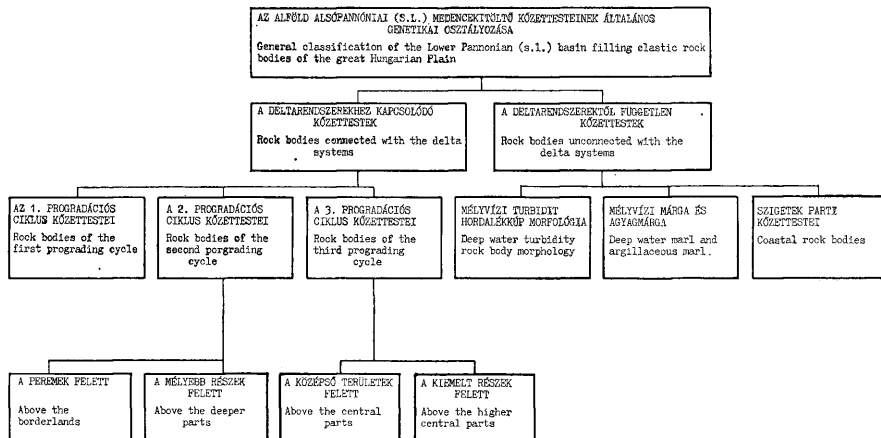 AZ ALFÖLD ALSÓPANNÓNIAI (S.L.) MEDENCEKITÖLTŐ KŐZETTESTEINEK ÁLTALÁNOS
GENETIKAI OSZTÁLYOZÁSA
General classification of the Lower Pannonian (s.l.) basin filling clastic rock
bodies of the great Hungarian Plain
A DELTARENDSZEREKHEZ KAPCSOLÓDÓ
KŐZETTESTEK
Rock bodies connected with the delta
systems
A DELTARENDSZEREKTŐL FÜGGETLEN
KŐZETTESTEK
Rock bodies unconnected with the
delta systems
AZ 1. PROGRADÁCIÓS
CIKLUS KŐZETTESTEI
Rock bodies of the
first prograding cycle
A 2. PROGRADÁCIÓS
CIKLUS KŐZETTESTEI
Rock bodies of the
second porgrading
cycle
A 3. PROGRADÁCIÓS
CIKLUS KŐZETTESTEI
Rock bodies of the
third prograding
cycle
MÉLYVÍZI TURBIDIT
HORDALÉKKÚP MORFOLÓGIA
Deep water turbidity
rock body morphology
MÉLYVÍZI MÁRGA ÉS
AGYAGMÁRGA
Deep water marl and
argillaceous marl.
SZIGETEK PARTI
KŐZETTESTEI
Coastal rock bodies
A PEREMEK FELETT
Above the
borderlands
A MÉLYEBB RÉSZEK
FELETT
Above the deeper
parts
A KÖZÉPSŐ TERÜLETEK
FELETT
Above the central
parts
A KIEMELT RÉSZEK
FELETT
Above the higher
central parts